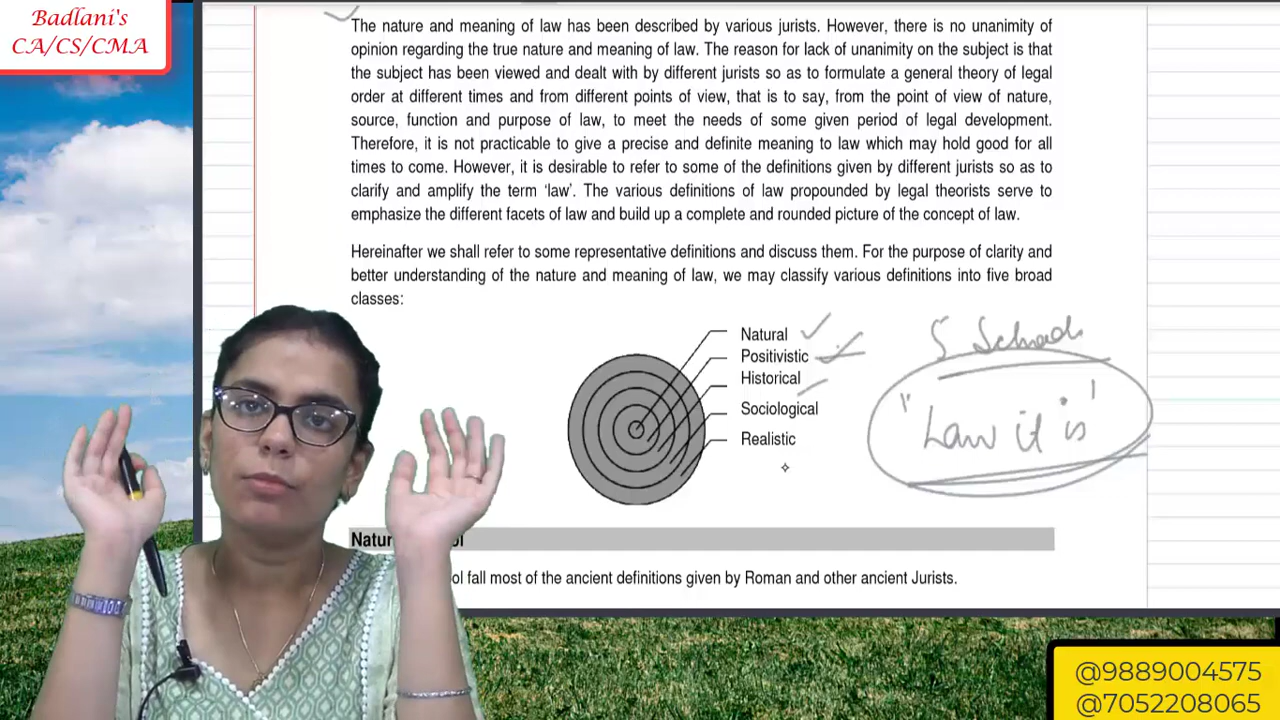 Badlani's
CA/CS/CMA
The nature and meaning of law has been described by various jurists. However, there is no unanimity of
opinion regarding the true nature and meaning of law. The reason for lack of unanimity on the subject is that
the subject has been viewed and dealt with by different jurists so as to formulate a general theory of legal
order at different times and from different points of view, that is to say, from the point of view of nature,
source, function and purpose of law, to meet the needs of some given period of legal development.
Therefore, it is not practicable to give a precise and definite meaning to law which may hold good for all
times to come. However, it is desirable to refer to some of the definitions given by different jurists so as to
clarify and amplify the term ‘law’. The various definitions of law propounded by legal theorists serve to
emphasize the different facets of law and build up a complete and rounded picture of the concept of law.
Hereinafter we shall refer to some representative definitions and discuss them. For the purpose of clarity and
better understanding of the nature and meaning of law, we may classify various definitions into five broad
classes:
Natural
Positivistic
Historical
Sociological
Realistic
5
"Law it is'
fall most of the ancient definitions given by Roman and other ancient Jurists.
@9889004575
@7052208065